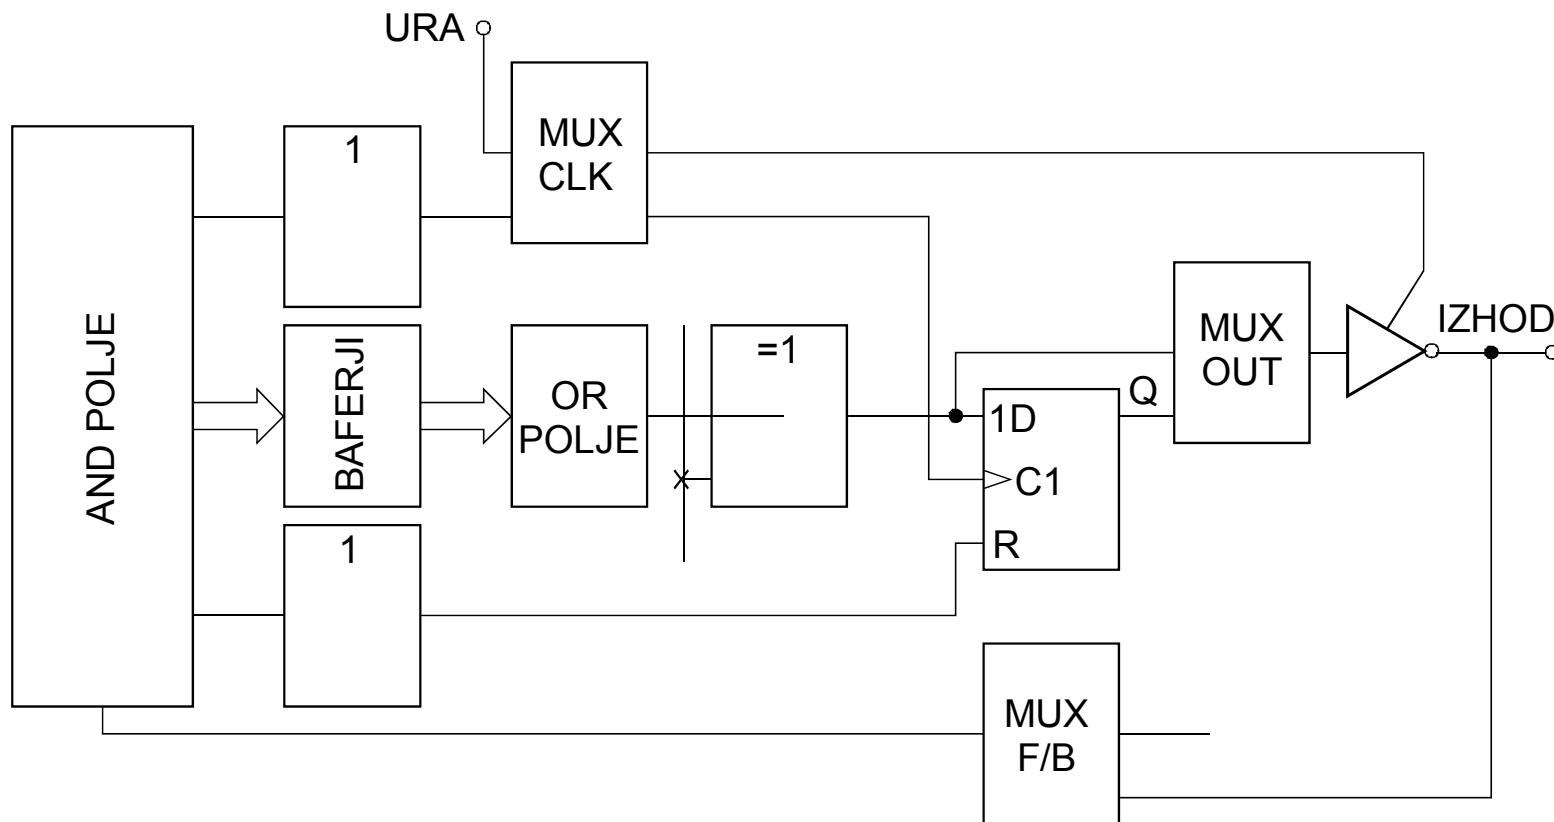 URA
MUX
CLK
1
AND POLJE
BAFERJI
OR
POLJE
=1
1D
C1
R
Q
MUX
OUT
IZHOD
1
MUX
F/B